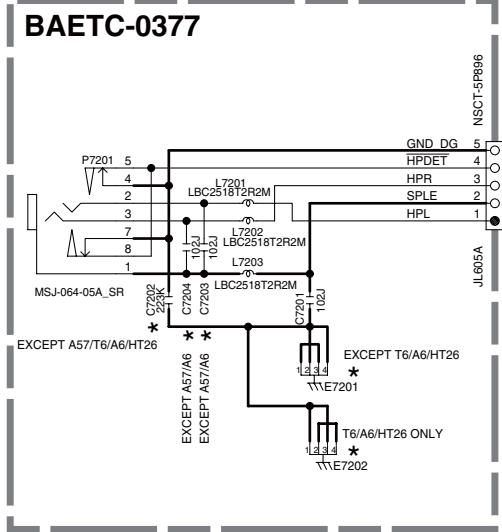 BAETC-0377
NSCT-5P896
GND_DG 5
HPDET 4
HPR 3
SPLE 2
HPL 1
JL605A
P7201
5
4
2
3
7
8
1
MSJ-064-05A_SR
L7201
LBC2518T2R2M
L7202
LBC2518T2R2M
L7203
LBC2518T2R2M
102J
102J
C7202
223K
C7204
C7203
C7201
102J
*
*
*
EXCEPT A57/T6/A6/HT26
EXCEPT A57/A6
EXCEPT A57/A6
EXCEPT T6/A6/HT26
*
1 2 3 4
E7201
T6/A6/HT26 ONLY
*
1 2 3 4
E7202